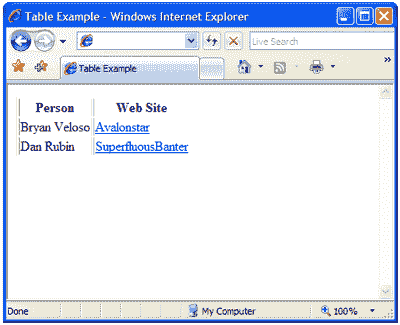 Table Example - Windows Internet Explorer
Live Search
Table Example
Person Web Site
Bryan Veloso Avalonstar
Dan Rubin SuperfluousBanter
Done My Computer 100%